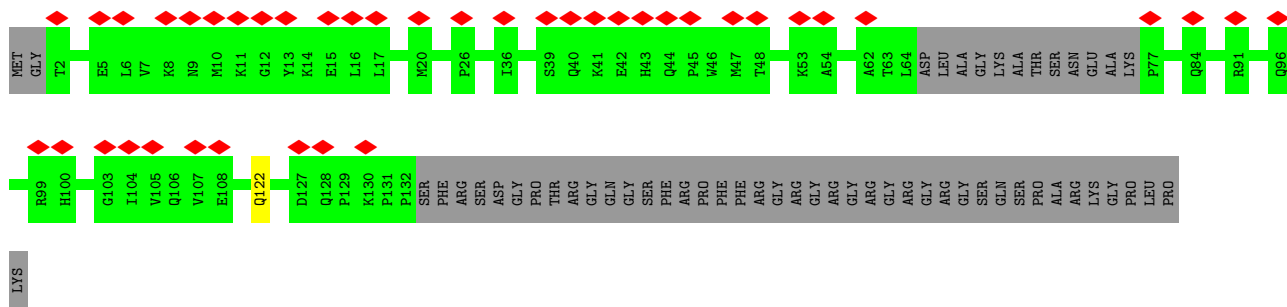 MET GLY T2 E5 L6 V7 K8 N9 M10 K11 G12 Y13 K14 E15 L16 L17 M20 P26 I36 S39 Q40 K41 E42 H43 Q44 P45 W46 M47 T48 K53 A54 A62 T63 L64 ASP LEU ALA GLY LYS ALA THR SER ASN GLU ALA LYS P77 Q84 R91 Q96
R99 H100 G103 I104 V105 Q106 V107 E108 Q122 D127 Q128 P129 K130 P131 P132 SER PHE ARG SER ASP GLY PRO THR ARG GLY GLN GLY SER PHE ARG PRO PHE PHE ARG GLY ARG GLY ARG GLY ARG GLY ARG GLY ARG GLY SER GLN SER PRO ALA ARG LYS GLY PRO LEU PRO
LYS